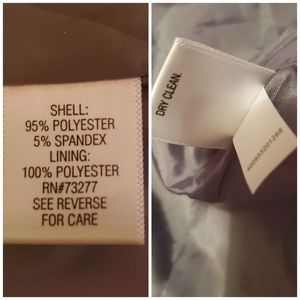 SHELL:
95% POLYESTER
5% SPANDEX
LINING:
100% POLYESTER
RN#73277
SEE REVERSE
FOR CARE
DRY CLEAN.